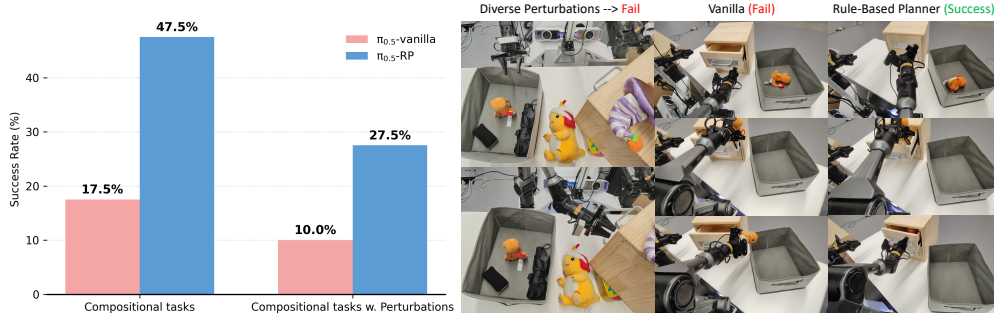 Success Rate (%)
40
30
20
10
0
17.5%
47.5%
10.0%
27.5%
π0.5-vanilla
π0.5-RP
Compositional tasks
Compositional tasks w. Perturbations
Diverse Perturbations --> Fail
Vanilla (Fail)
Rule-Based Planner (Success)